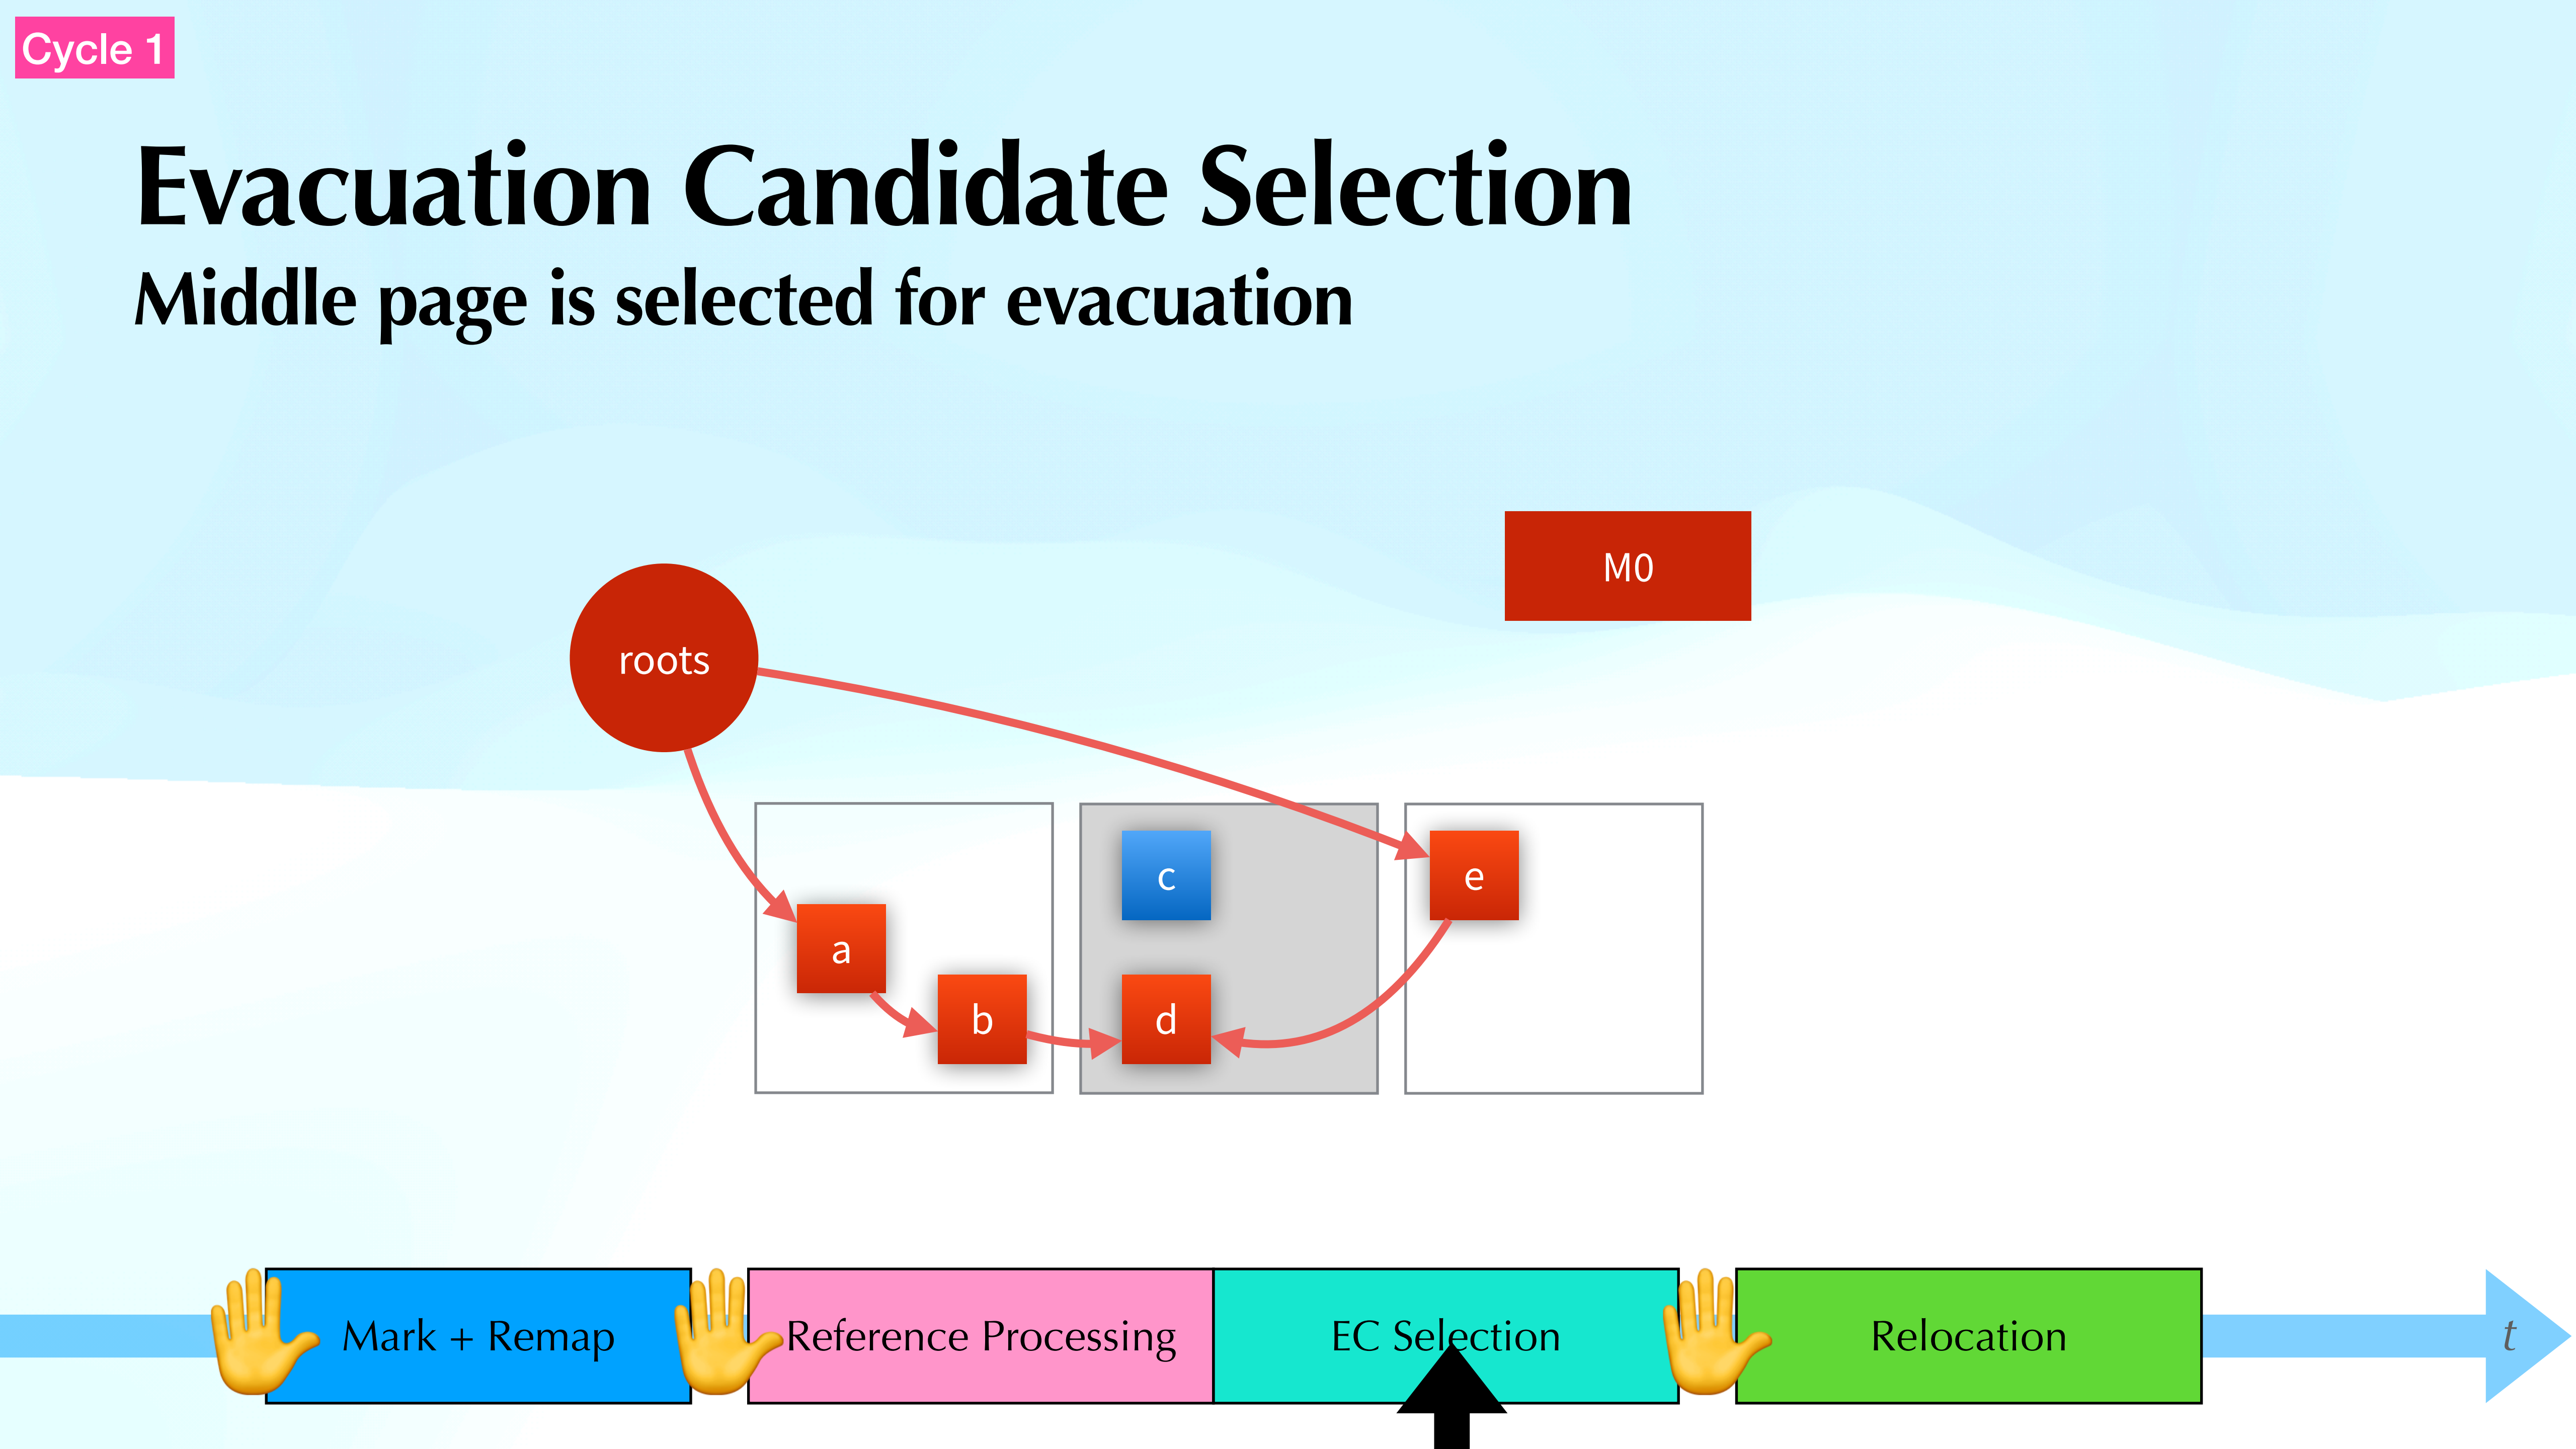 Cycle 1
Evacuation Candidate Selection
Middle page is selected for evacuation
M0
roots
c
e
a
b
d
Mark + Remap
Reference Processing
EC Selection
Relocation
t